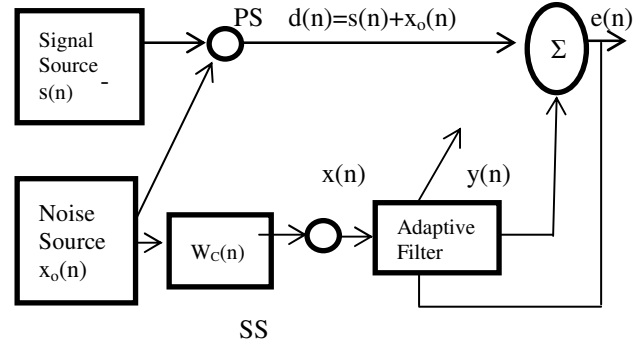 PS d(n)=s(n)+xo(n) e(n)
Signal
Source
s(n) -
Σ
x(n) y(n)
Noise
Source
xo(n)
WC(n)
Adaptive
Filter
SS